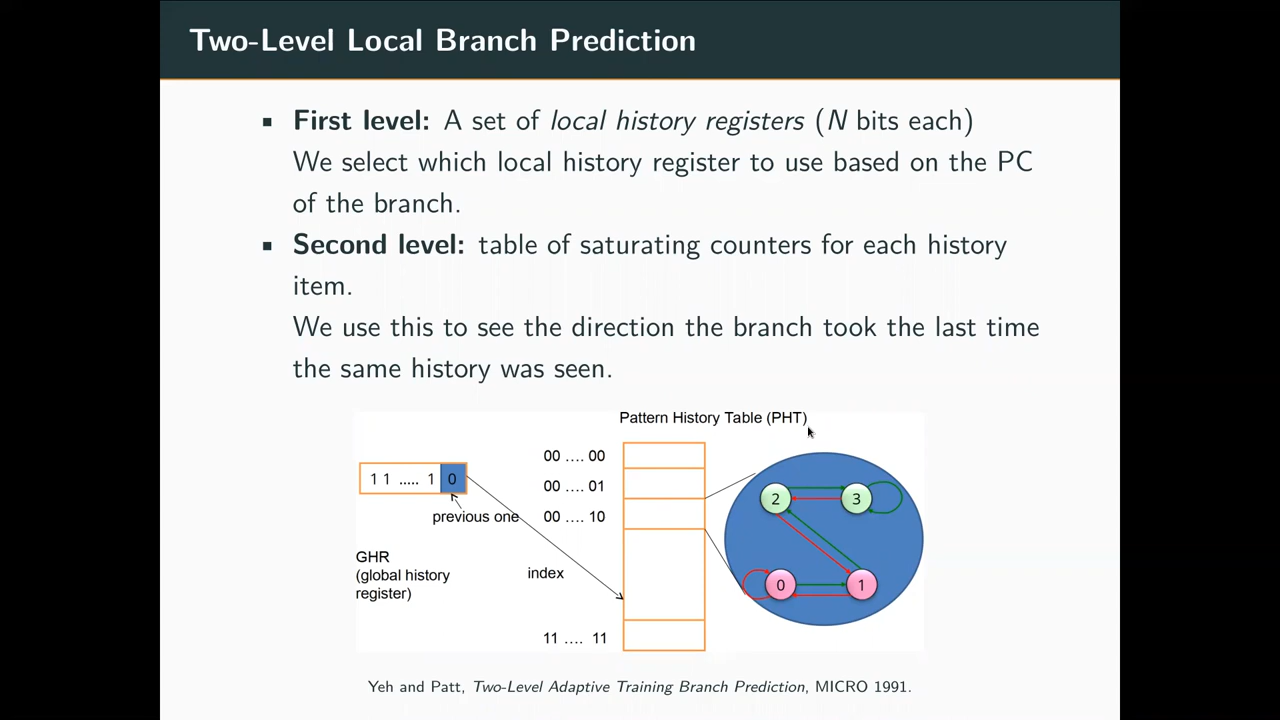 Two-Level Local Branch Prediction
▪ First level: A set of local history registers (N bits each)
We select which local history register to use based on the PC
of the branch.
▪ Second level: table of saturating counters for each history
item.
We use this to see the direction the branch took the last time
the same history was seen.
Pattern History Table (PHT)
00 .... 00
1 1 ..... 1 0
00 .... 01
2 3
previous one
00 .... 10
GHR
(global history
register)
index
0 1
11 .... 11
Yeh and Patt, Two-Level Adaptive Training Branch Prediction, MICRO 1991.